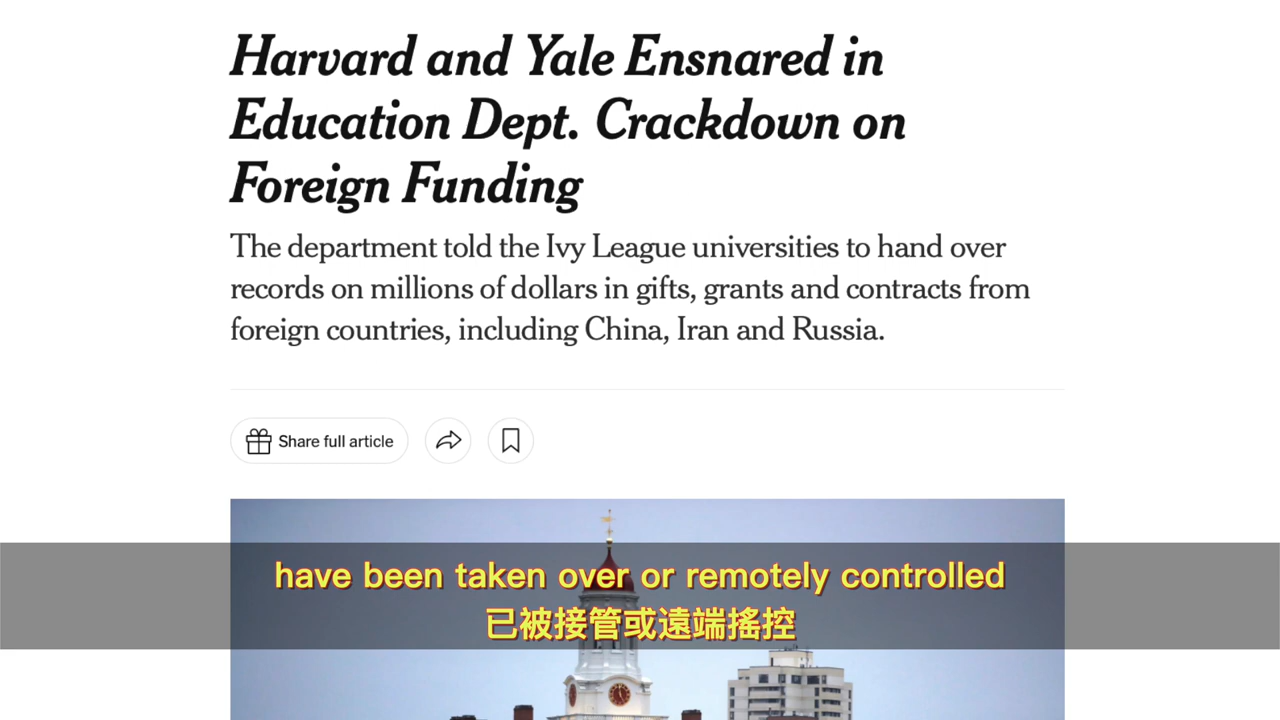 Harvard and Yale Ensnared in
Education Dept. Crackdown on
Foreign Funding
The department told the Ivy League universities to hand over
records on millions of dollars in gifts, grants and contracts from
foreign countries, including China, Iran and Russia.
Share full article
have been taken over or remotely controlled
已被接管或遠端搖控